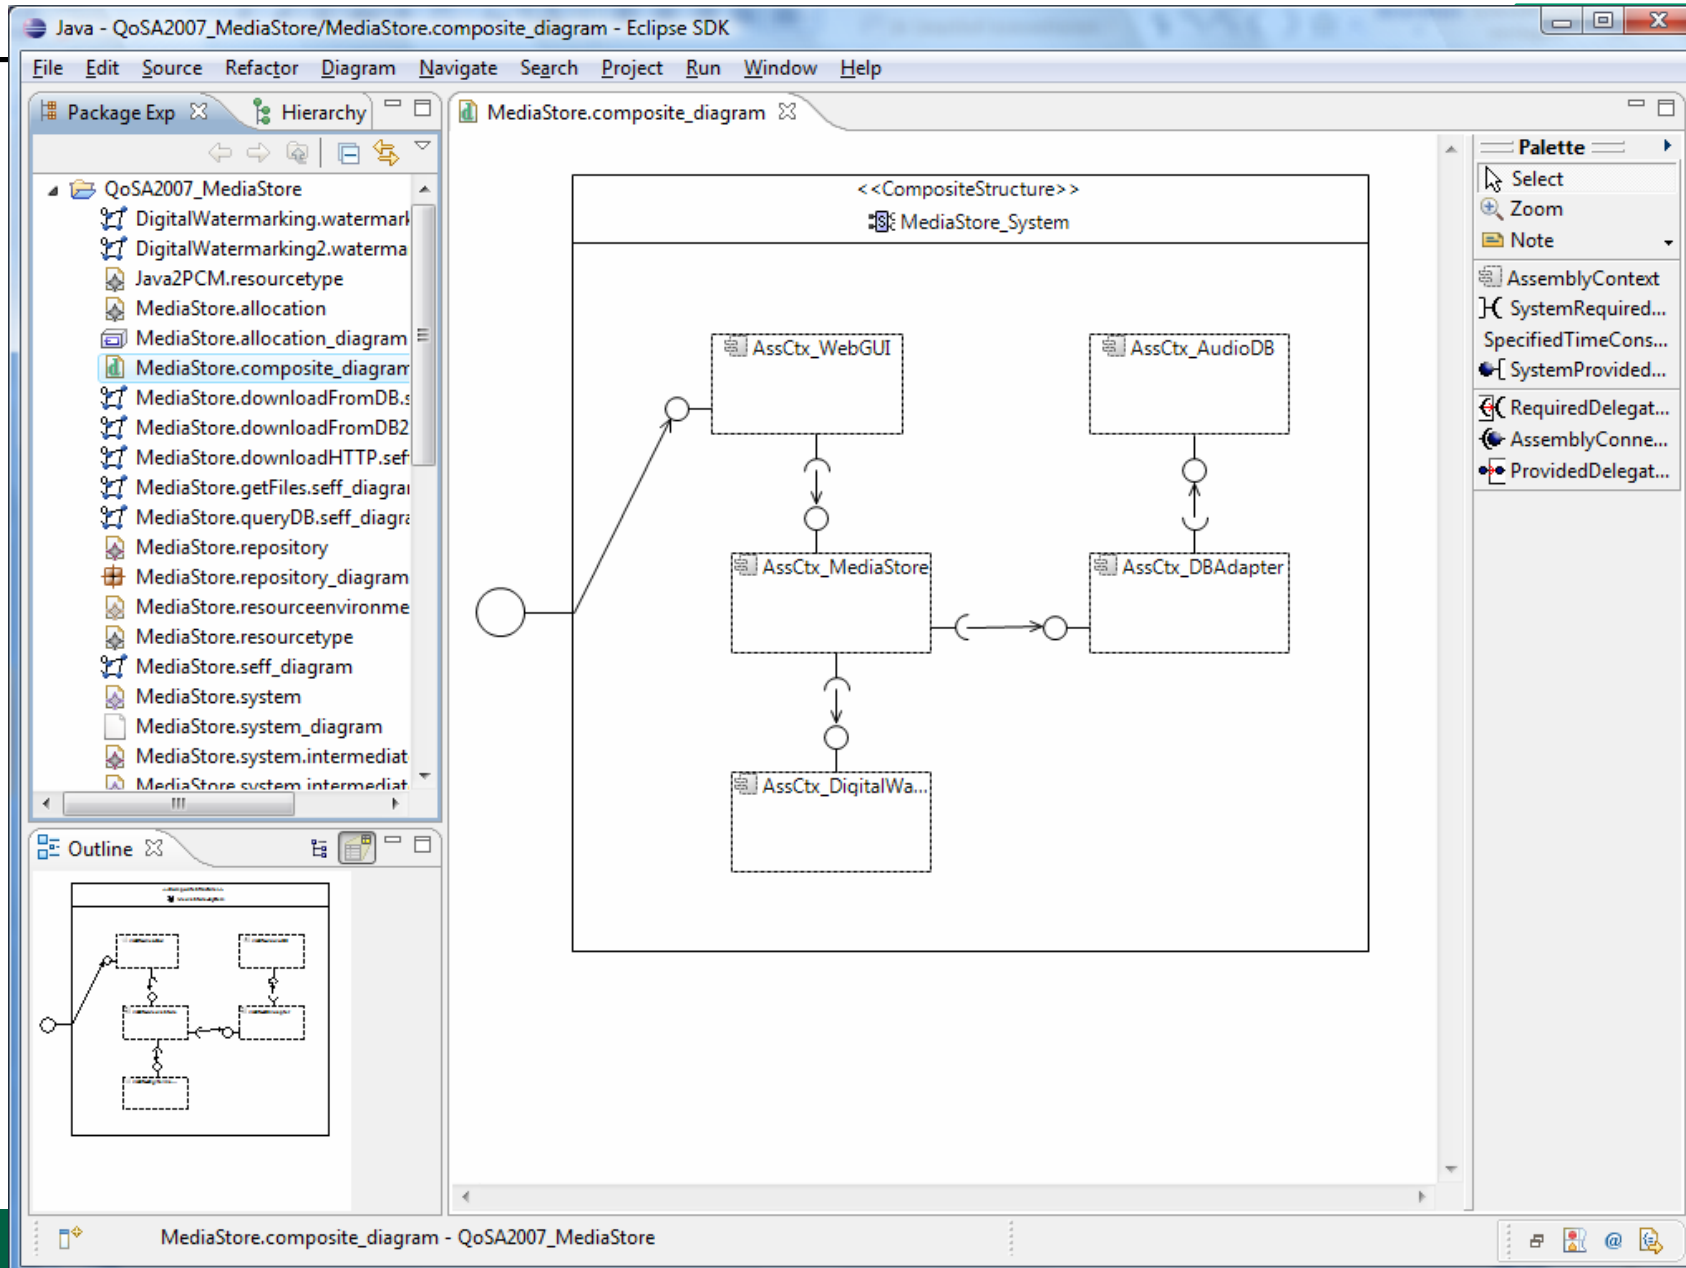 Java - QoSA2007_MediaStore/MediaStore.composite_diagram - Eclipse SDK
File Edit Source Refactor Diagram Navigate Search Project Run Window Help
Package Exp Hierarchy
QoSA2007_MediaStore
DigitalWatermarking.watermark
DigitalWatermarking2.waterma
Java2PCM.resourcetype
MediaStore.allocation
MediaStore.allocation_diagram
MediaStore.composite_diagram
MediaStore.downloadFromDB.s
MediaStore.downloadFromDB2
MediaStore.downloadHTTP.sef
MediaStore.getFiles.seff_diagra
MediaStore.queryDB.seff_diagra
MediaStore.repository
MediaStore.repository_diagram
MediaStore.resourceenvironme
MediaStore.resourcetype
MediaStore.seff_diagram
MediaStore.system
MediaStore.system_diagram
MediaStore.system.intermediat
MediaStore.system.intermediat
Outline
MediaStore.composite_diagram
<<CompositeStructure>>
MediaStore_System
AssCtx_WebGUI
AssCtx_AudioDB
AssCtx_MediaStore
AssCtx_DBAdapter
AssCtx_DigitalWa...
Palette
Select
Zoom
Note
AssemblyContext
SystemRequired...
SpecifiedTimeCons...
SystemProvided...
RequiredDelegat...
AssemblyConne...
ProvidedDelegat...
MediaStore.composite_diagram - QoSA2007_MediaStore